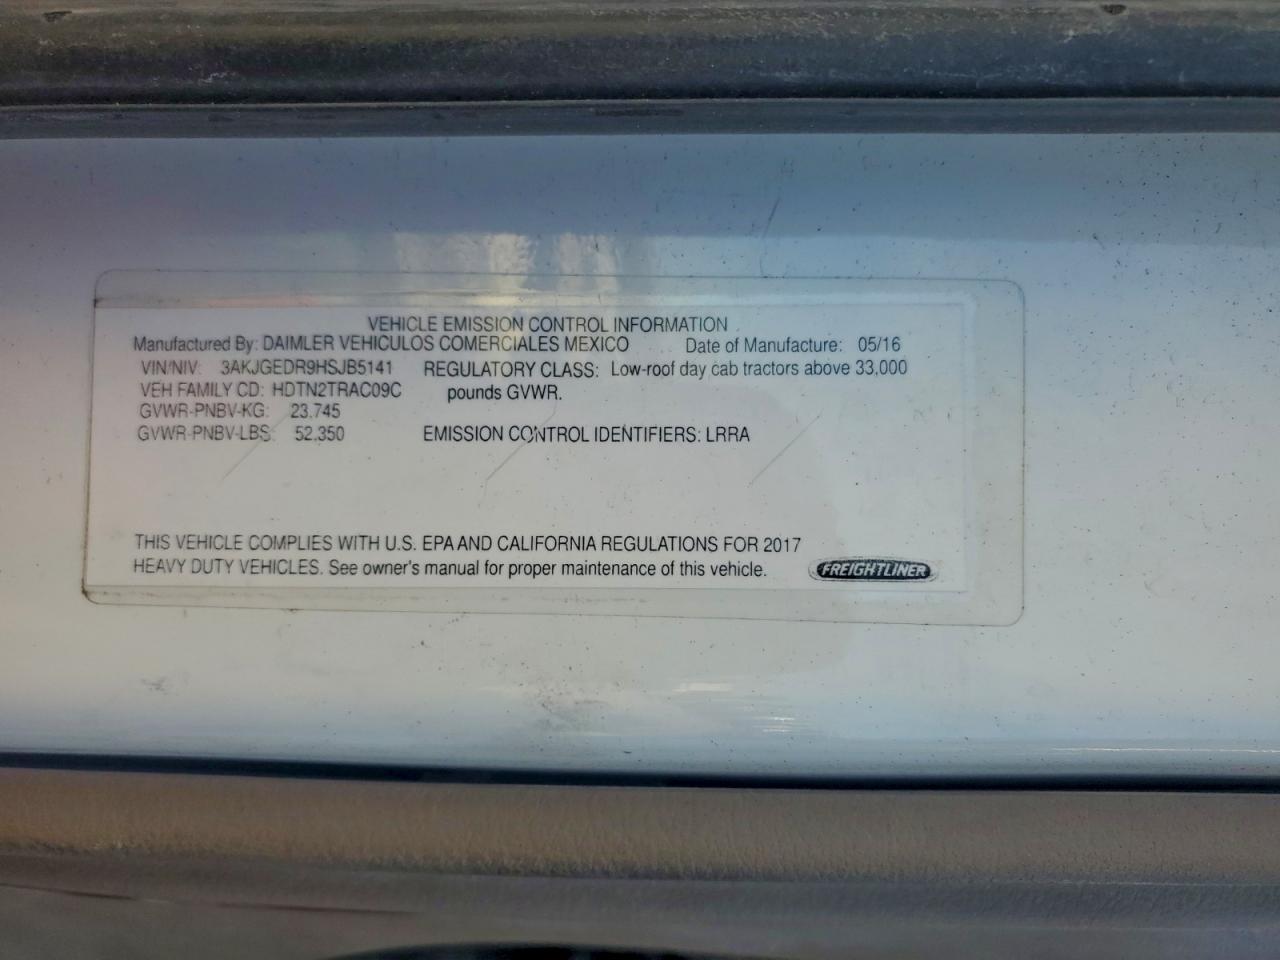 VEHICLE EMISSION CONTROL INFORMATION
Manufactured By: DAIMLER VEHICULOS COMERCIALES MEXICO Date of Manufacture: 05/16
VIN/NIV: 3AKJGEDR9HSJB5141 REGULATORY CLASS: Low-roof day cab tractors above 33,000
VEH FAMILY CD: HDTN2TRAC09C pounds GVWR.
GVWR-PNBV-KG: 23.745
GVWR-PNBV-LBS: 52.350 EMISSION CONTROL IDENTIFIERS: LRRA
THIS VEHICLE COMPLIES WITH U.S. EPA AND CALIFORNIA REGULATIONS FOR 2017
HEAVY DUTY VEHICLES. See owner's manual for proper maintenance of this vehicle. FREIGHTLINER